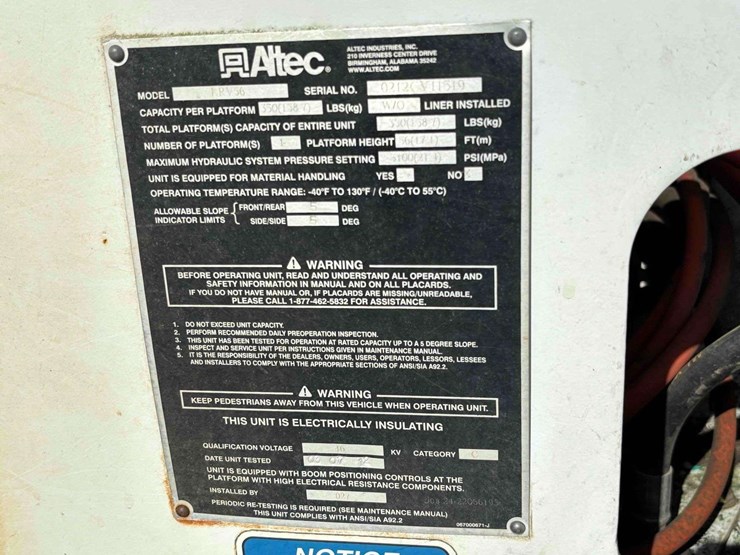 Altec
ALTEC INDUSTRIES, INC.
210 INVERNESS CENTER DRIVE
BIRMINGHAM, ALABAMA 35242
WWW.ALTEC.COM
MODEL SERIAL NO.
CAPACITY PER PLATFORM LBS(kg) W/O LINER INSTALLED
TOTAL PLATFORM(S) CAPACITY OF ENTIRE UNIT LBS(kg)
NUMBER OF PLATFORM(S) 1 PLATFORM HEIGHT FT(m)
MAXIMUM HYDRAULIC SYSTEM PRESSURE SETTING PSI(MPa)
UNIT IS EQUIPPED FOR MATERIAL HANDLING YES NO
OPERATING TEMPERATURE RANGE: -40°F TO 130°F / (-40°C TO 55°C)
ALLOWABLE SLOPE INDICATOR LIMITS { FRONT/REAR 5 DEG
SIDE/SIDE 5 DEG
WARNING
BEFORE OPERATING UNIT, READ AND UNDERSTAND ALL OPERATING AND
SAFETY INFORMATION IN MANUAL AND ON ALL PLACARDS.
IF YOU DO NOT HAVE MANUAL OR, IF PLACARDS ARE MISSING/UNREADABLE,
PLEASE CALL 1-877-462-5832 FOR ASSISTANCE.
1. DO NOT EXCEED UNIT CAPACITY.
2. PERFORM RECOMMENDED DAILY PREOPERATION INSPECTION.
3. THIS UNIT HAS BEEN TESTED FOR OPERATION AT RATED CAPACITY UP TO A 5 DEGREE SLOPE.
4. INSPECT AND SERVICE UNIT PER INSTRUCTIONS GIVEN IN MAINTENANCE MANUAL.
5. IT IS THE RESPONSIBILITY OF THE DEALERS, OWNERS, USERS, OPERATORS, LESSORS, LESSEES
AND INSTALLERS TO COMPLY WITH THE APPROPRIATE SECTIONS OF ANSI/SIA A92.2.
WARNING
KEEP PEDESTRIANS AWAY FROM THIS VEHICLE WHEN OPERATING UNIT.
THIS UNIT IS ELECTRICALLY INSULATING
QUALIFICATION VOLTAGE 46 KV CATEGORY C
DATE UNIT TESTED
UNIT IS EQUIPPED WITH BOOM POSITIONING CONTROLS AT THE
PLATFORM WITH HIGH ELECTRICAL RESISTANCE COMPONENTS.
INSTALLED BY
PERIODIC RE-TESTING IS REQUIRED (SEE MAINTENANCE MANUAL)
THIS UNIT COMPLIES WITH ANSI/SIA A92.2
067000671-J
NOTICE